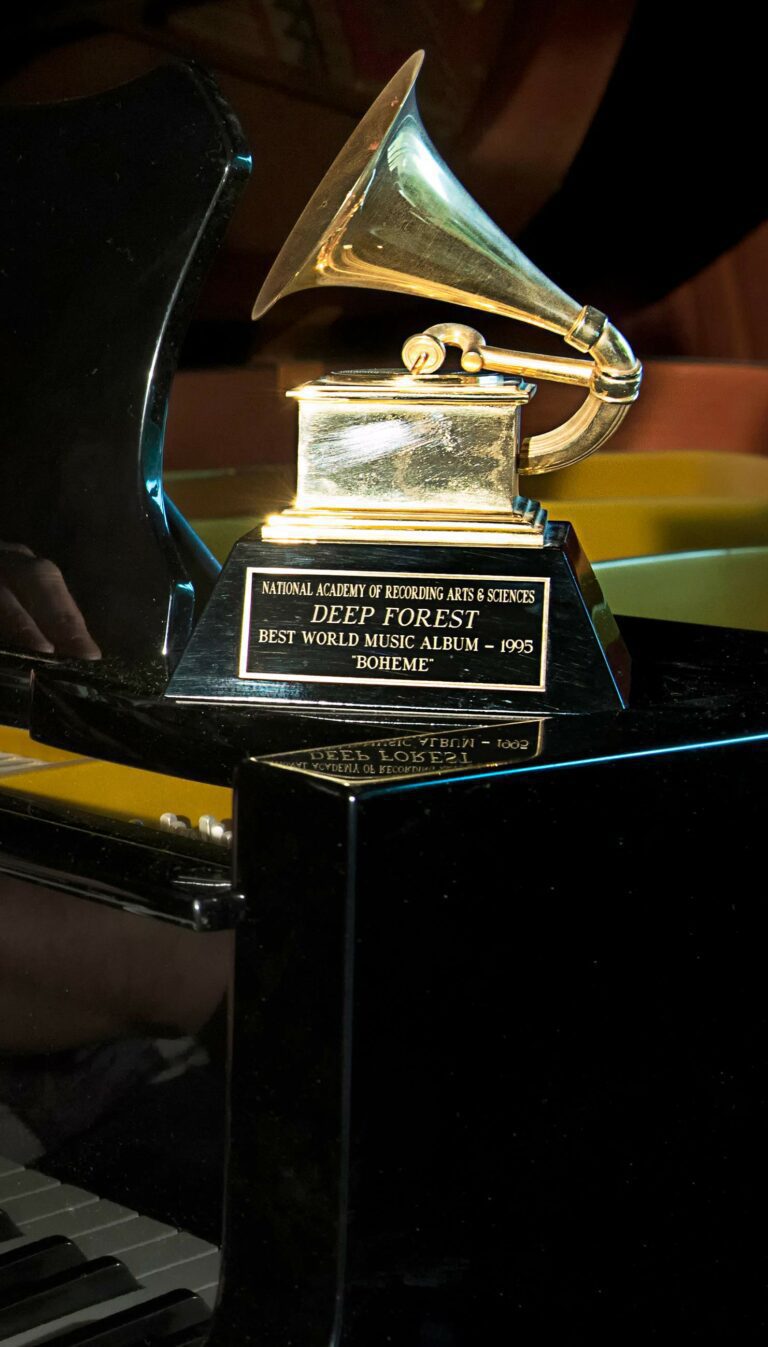 NATIONAL ACADEMY OF RECORDING ARTS & SCIENCES
DEEP FOREST
BEST WORLD MUSIC ALBUM – 1995
"BOHEME"